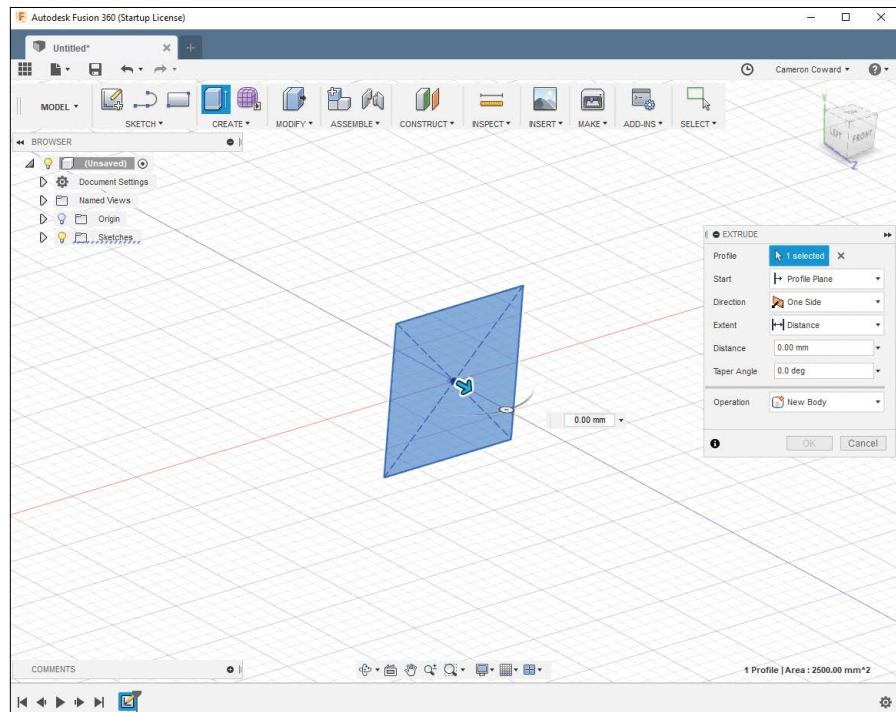 Autodesk Fusion 360 (Startup License)
Untitled*
Cameron Coward
MODEL
SKETCH
CREATE
MODIFY
ASSEMBLE
CONSTRUCT
INSPECT
INSERT
MAKE
ADD-INS
SELECT
BROWSER
(Unsaved)
Document Settings
Named Views
Origin
Sketches
Y
LEFT
FRONT
Z
EXTRUDE
Profile 1 selected
Start Profile Plane
Direction One Side
Extent Distance
Distance 0.00 mm
Taper Angle 0.0 deg
Operation New Body
OK Cancel
0.00 mm
COMMENTS
1 Profile | Area : 2500.00 mm^2